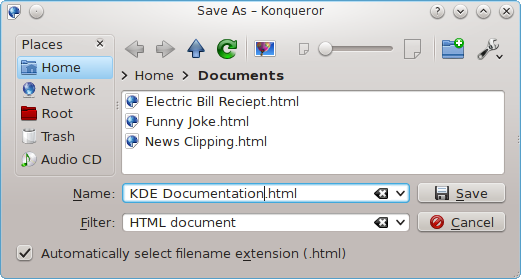 Save As – Konqueror
Places
Home
Network
Root
Trash
Audio CD
Home Documents
Electric Bill Reciept.html
Funny Joke.html
News Clipping.html
Name: KDE Documentation.html Save
Filter: HTML document Cancel
Automatically select filename extension (.html)